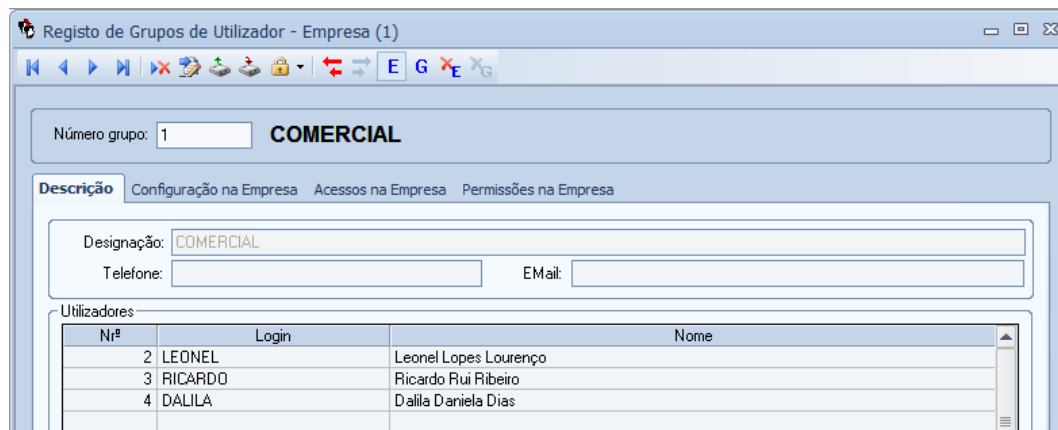 Registo de Grupos de Utilizador - Empresa (1)
E G E G
Número grupo: 1 COMERCIAL
Descrição Configuração na Empresa Acessos na Empresa Permissões na Empresa
Designação: COMERCIAL
Telefone: EMail:
Utilizadores
Nrº Login Nome
2 LEONEL Leonel Lopes Lourenço
3 RICARDO Ricardo Rui Ribeiro
4 DALILA Dalila Daniela Dias